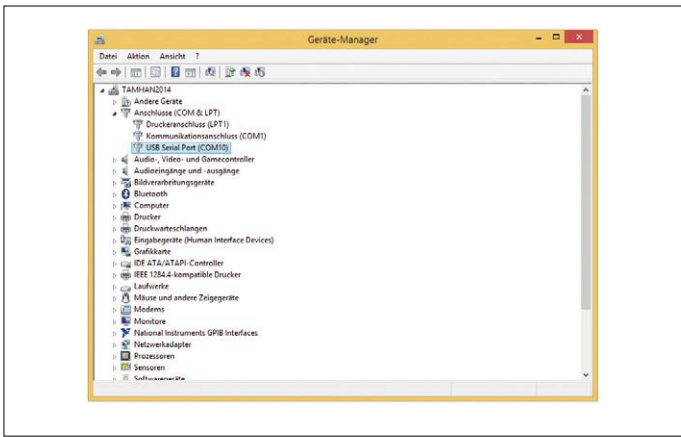 Geräte-Manager
Datei Aktion Ansicht ?
TAMHAN2014
Andere Geräte
Anschlüsse (COM & LPT)
Druckeranschluss (LPT1)
Kommunikationsanschluss (COM1)
USB Serial Port (COM10)
Audio-, Video- und Gamecontroller
Audioeingänge und -ausgänge
Bildverarbeitungsgeräte
Bluetooth
Computer
Drucker
Druckwarteschlangen
Eingabegeräte (Human Interface Devices)
Grafikkarte
IDE ATA/ATAPI-Controller
IEEE 1284.4-kompatible Drucker
Laufwerke
Mäuse und andere Zeigegeräte
Modems
Monitore
National Instruments GPIB Interfaces
Netzwerkadapter
Prozessoren
Sensoren
Softwaregeräte